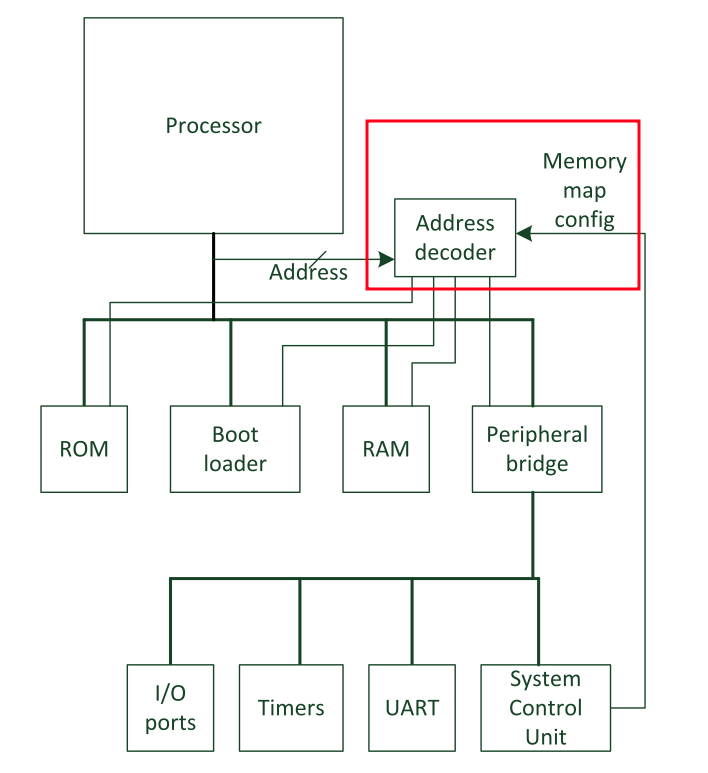 Processor
Memory
map
config
Address
decoder
Address
ROM
Boot
loader
RAM
Peripheral
bridge
I/O
ports
Timers
UART
System
Control
Unit